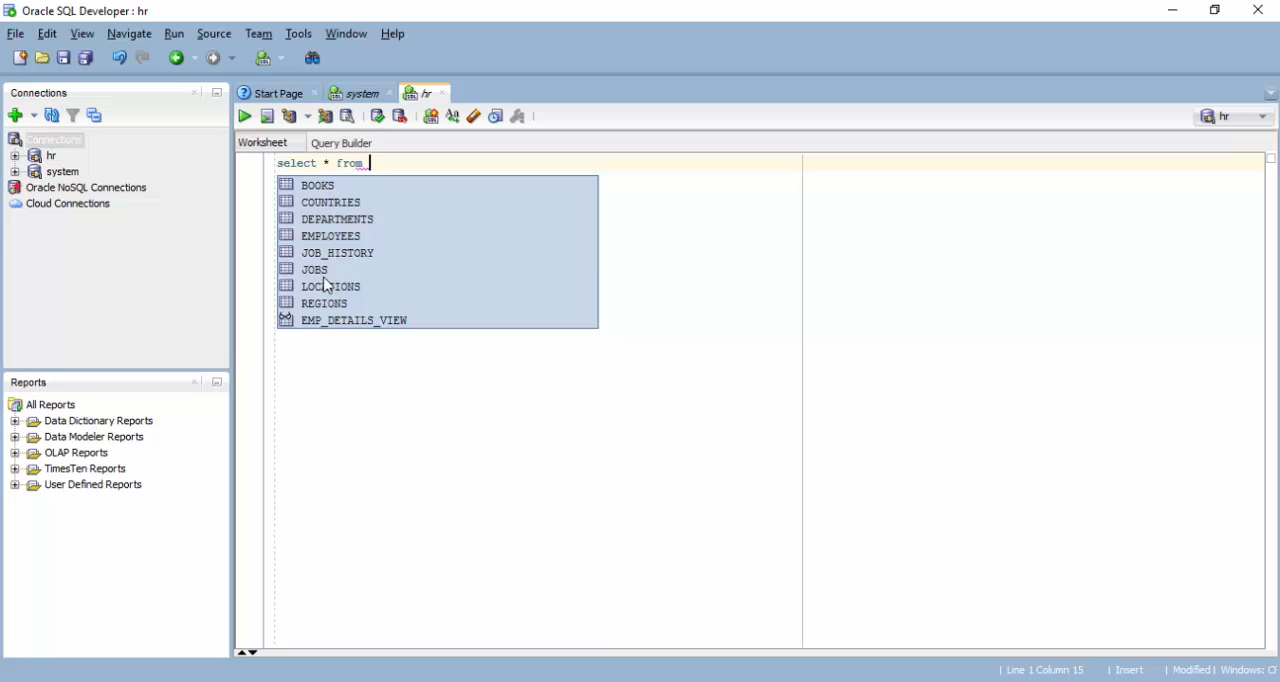 Oracle SQL Developer : hr
File Edit View Navigate Run Source Team Tools Window Help
Connections
Start Page system hr
hr
Worksheet Query Builder
Connections
hr
system
Oracle NoSQL Connections
Cloud Connections
select * from
BOOKS
COUNTRIES
DEPARTMENTS
EMPLOYEES
JOB_HISTORY
JOBS
LOCATIONS
REGIONS
EMP_DETAILS_VIEW
Reports
All Reports
Data Dictionary Reports
Data Modeler Reports
OLAP Reports
TimesTen Reports
User Defined Reports
| Line 1 Column 15 | Insert | Modified | Windows: C